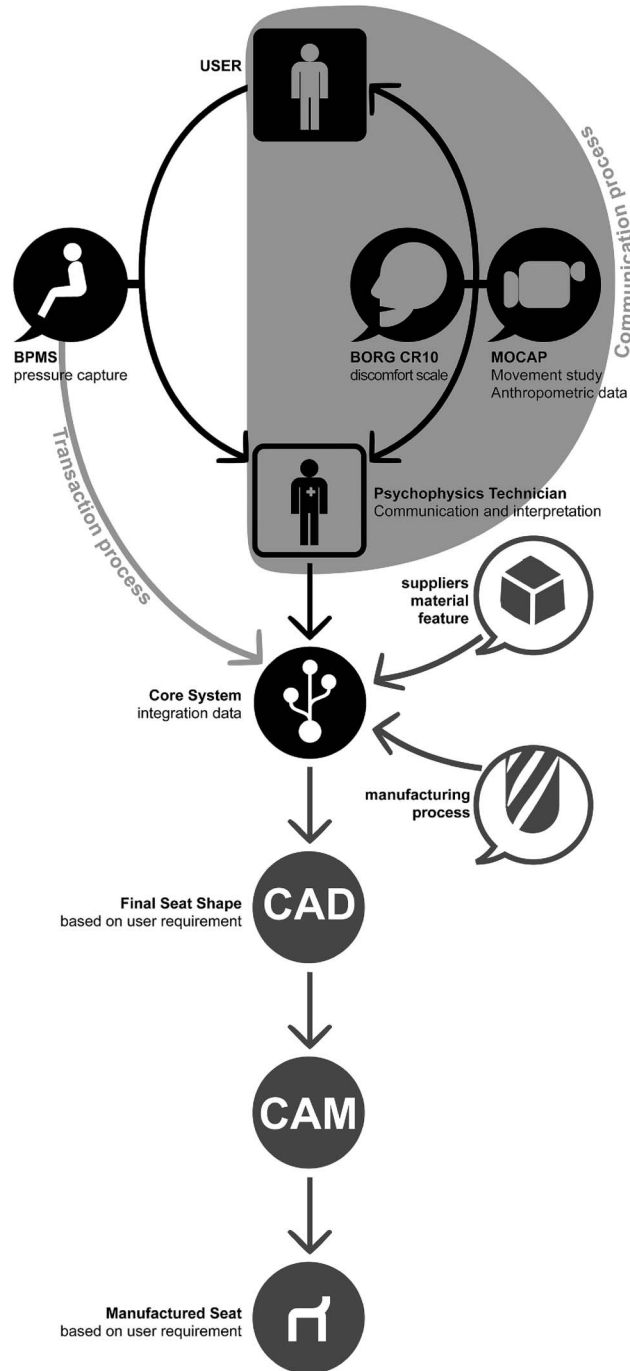 USER
Communication process
BPMS
pressure capture
BORG CR10
discomfort scale
MOCAP
Movement study
Anthropometric data
Transaction process
Psychophysics Technician
Communication and interpretation
suppliers
material
feature
Core System
integration data
manufacturing
process
Final Seat Shape
based on user requirement
CAD
CAM
Manufactured Seat
based on user requirement